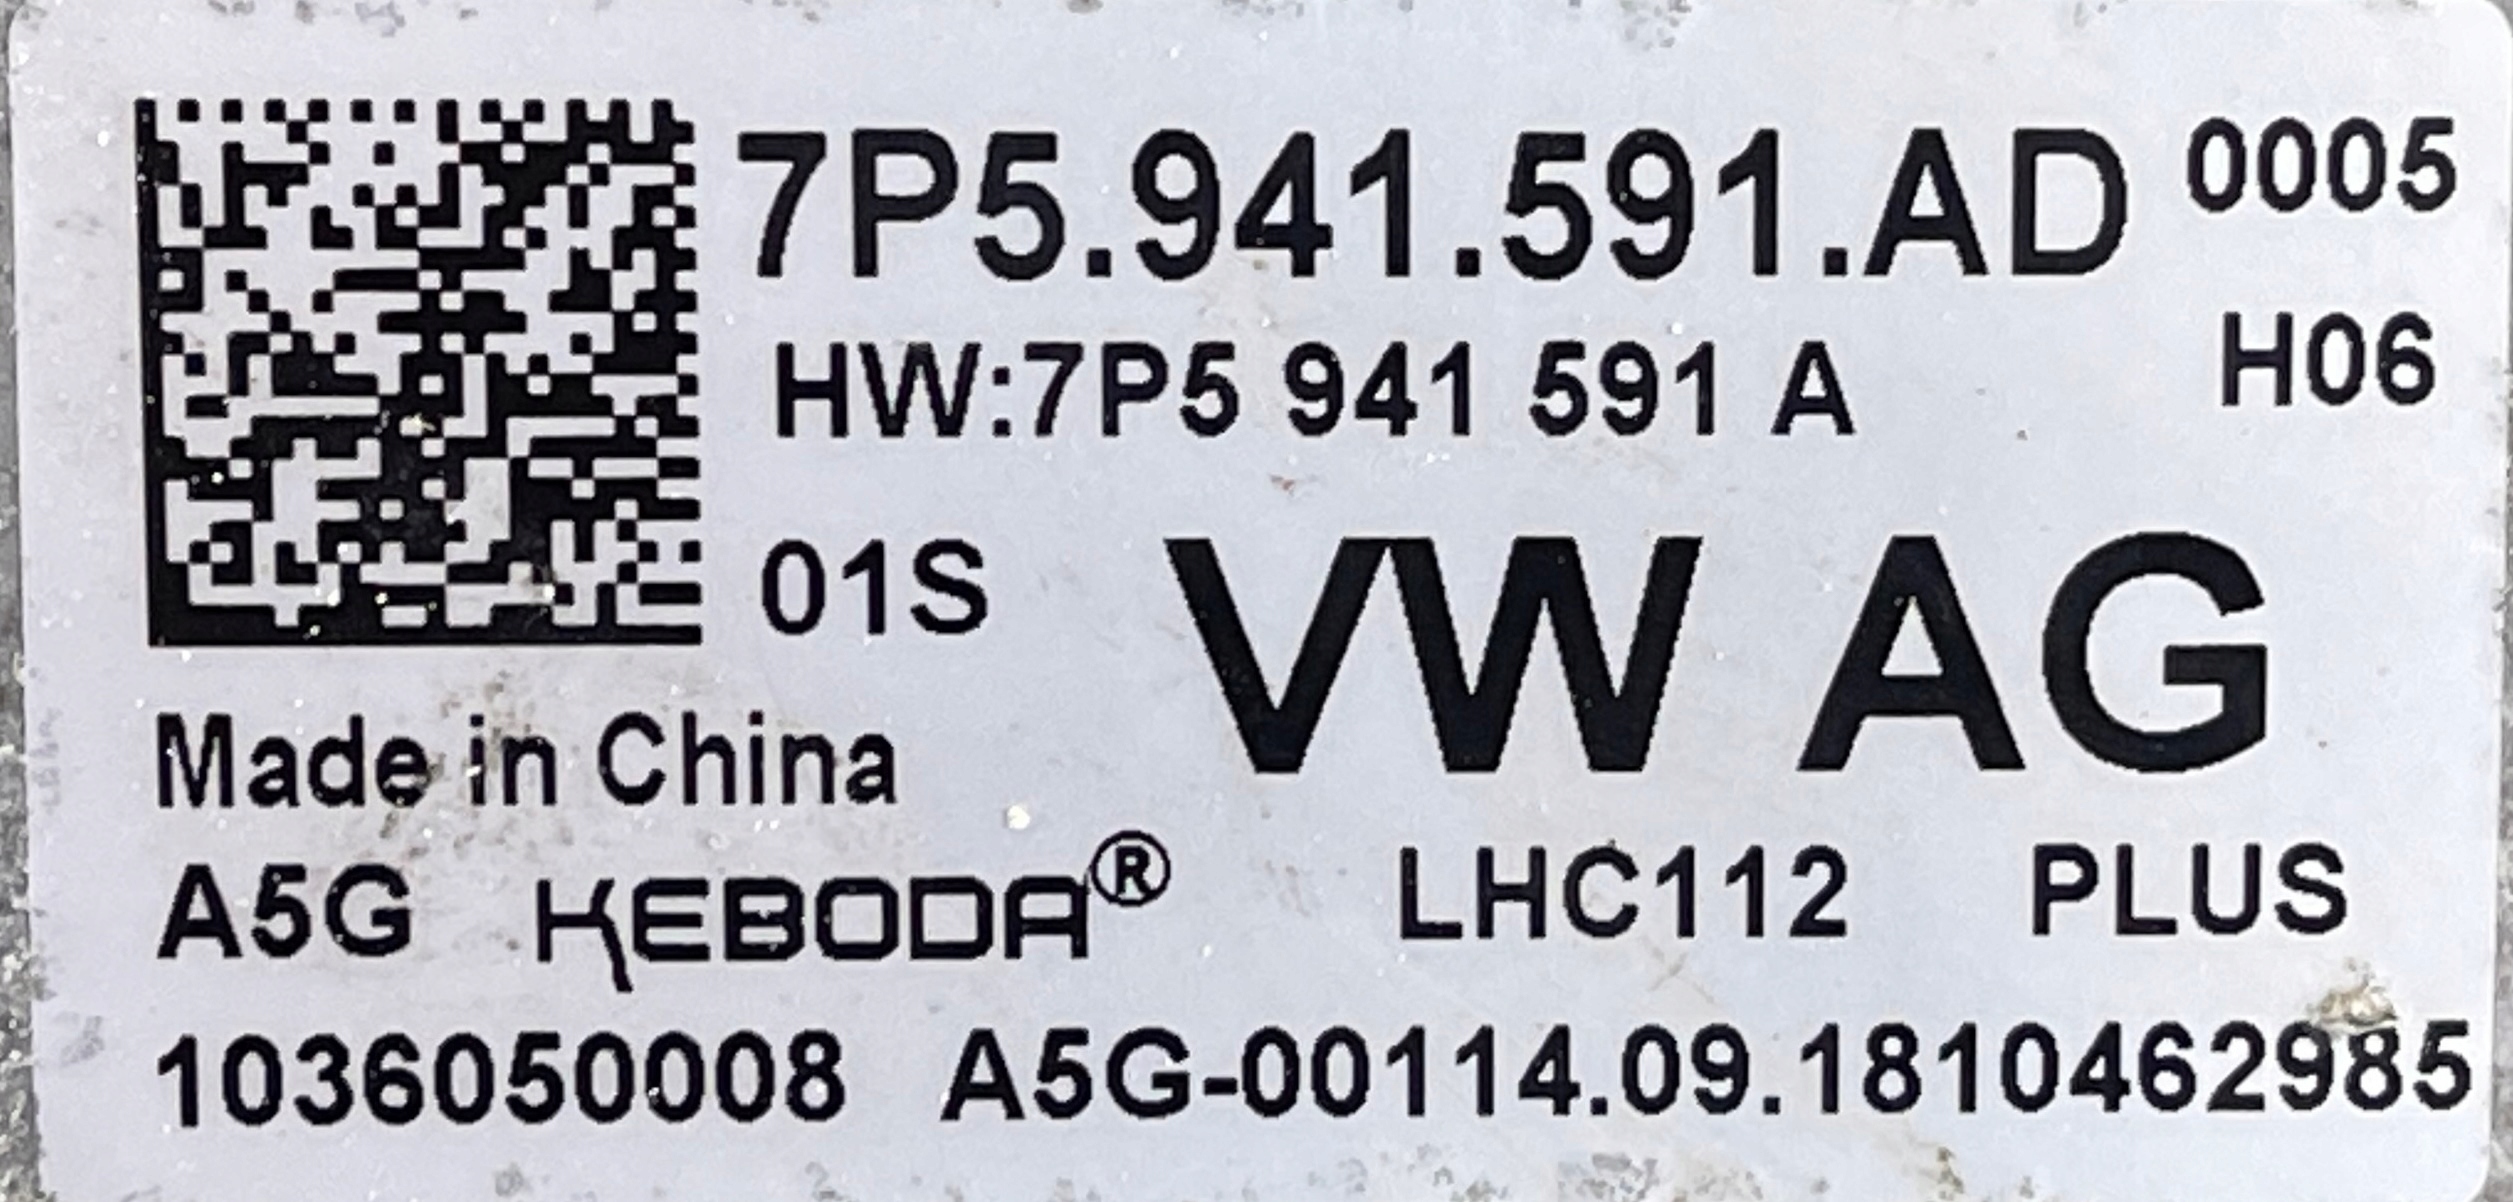 7P5.941.591.AD 0005
HW:7P5 941 591 A H06
01S VW AG
Made in China
A5G KEBODA® LHC112 PLUS
1036050008 A5G-00114.09.1810462985